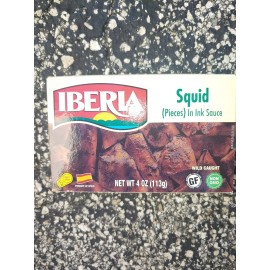 IBERIA
Squid
(Pieces) In Ink Sauce
WILD CAUGHT
GF
NET WT 4 OZ (113g)